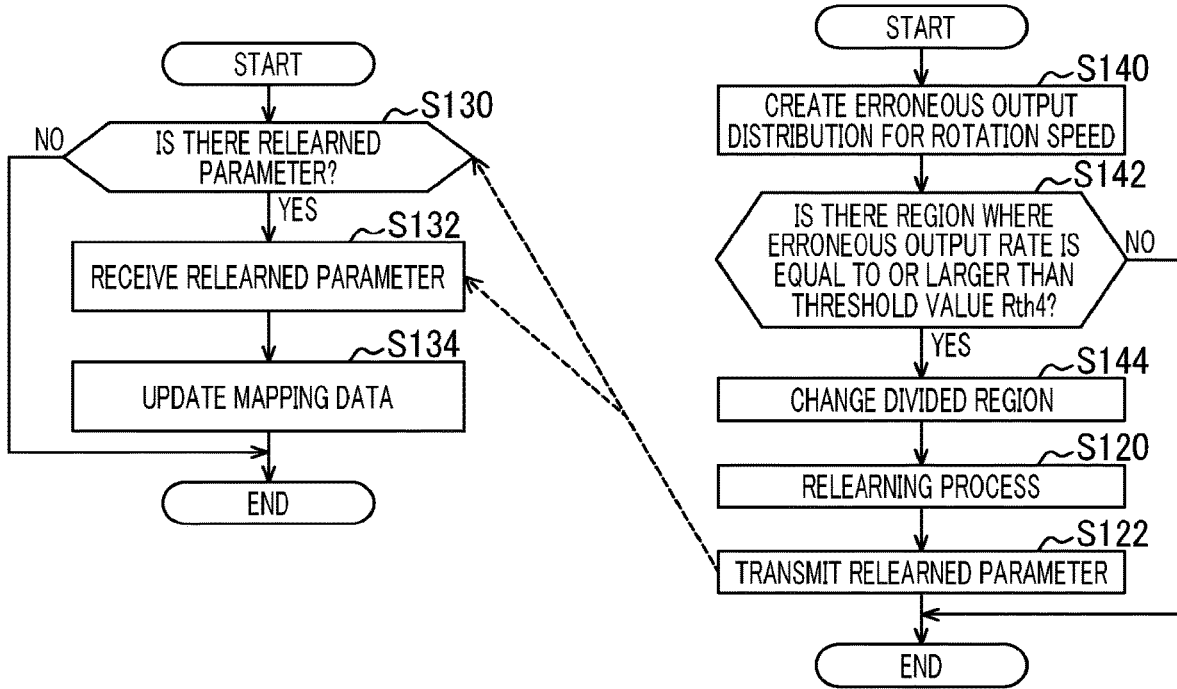 START
S130
IS THERE RELEARNED
PARAMETER?
NO
YES
S132
RECEIVE RELEARNED PARAMETER
S134
UPDATE MAPPING DATA
END
START
S140
CREATE ERRONEOUS OUTPUT
DISTRIBUTION FOR ROTATION SPEED
S142
IS THERE REGION WHERE
ERRONEOUS OUTPUT RATE IS
EQUAL TO OR LARGER THAN
THRESHOLD VALUE Rth4?
NO
YES
S144
CHANGE DIVIDED REGION
S120
RELEARNING PROCESS
S122
TRANSMIT RELEARNED PARAMETER
END